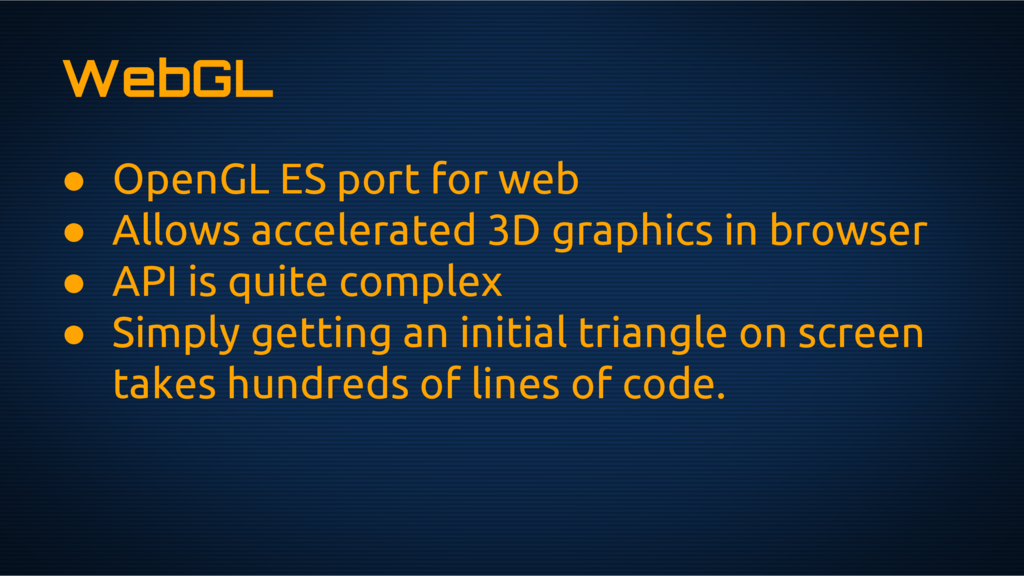 WebGL
● OpenGL ES port for web
● Allows accelerated 3D graphics in browser
● API is quite complex
● Simply getting an initial triangle on screen
takes hundreds of lines of code.